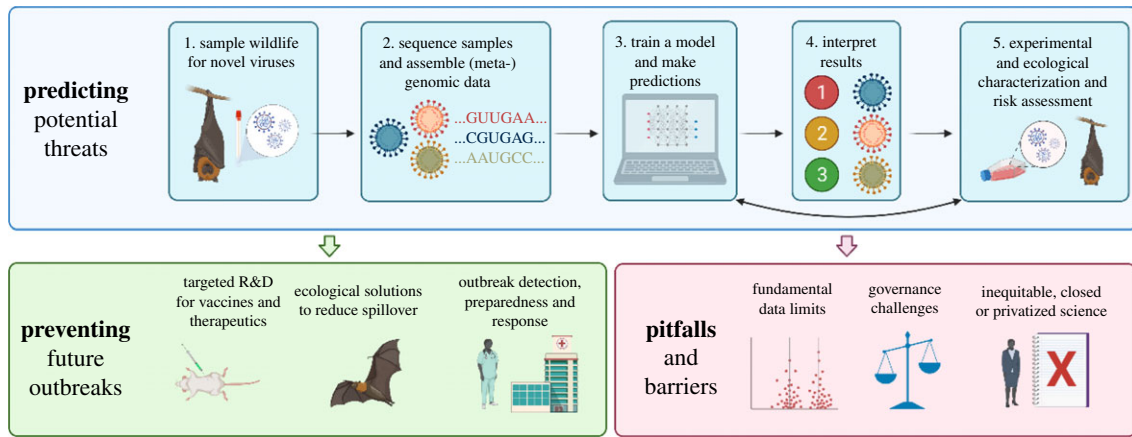 predicting
potential
threats
1. sample wildlife
for novel viruses
2. sequence samples
and assemble (meta-)
genomic data
...GUUGAA...
...CGUGAG...
...AAUGCC...
3. train a model
and make
predictions
4. interpret
results
1
2
3
5. experimental
and ecological
characterization and
risk assessment
preventing
future
outbreaks
targeted R&D
for vaccines and
therapeutics
ecological solutions
to reduce spillover
outbreak detection,
preparedness and
response
pitfalls
and
barriers
fundamental
data limits
governance
challenges
inequitable, closed
or privatized science
X